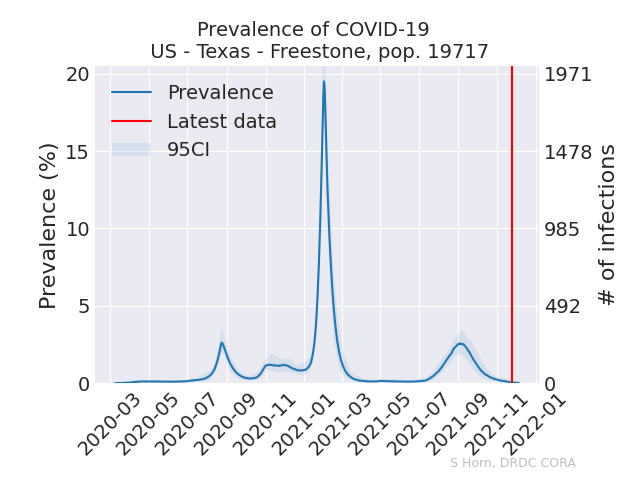 Prevalence of COVID-19
US - Texas - Freestone, pop. 19717
Prevalence
Latest data
95CI
Prevalence (%)
20
15
10
5
0
1971
1478
985
492
0
# of infections
2020-03
2020-05
2020-07
2020-09
2020-11
2021-01
2021-03
2021-05
2021-07
2021-09
2021-11
2022-01
S Horn, DRDC CORA